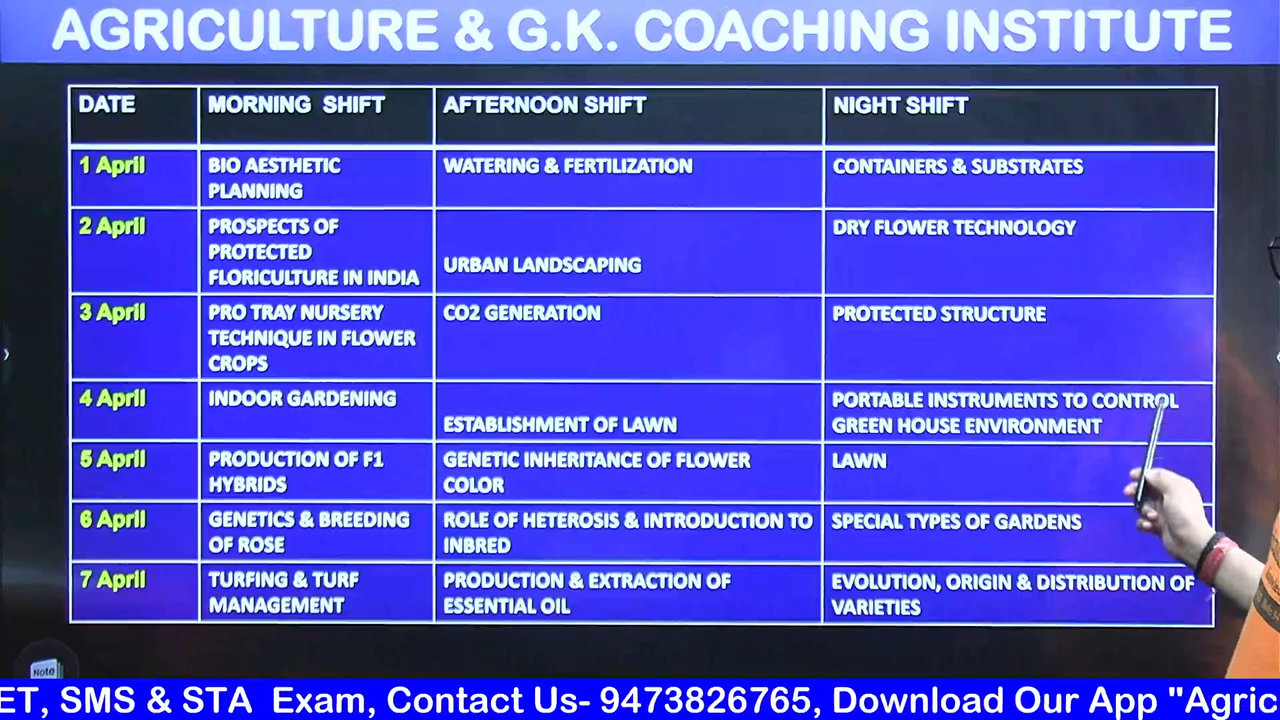 AGRICULTURE & G.K. COACHING INSTITUTE
DATE
MORNING SHIFT
AFTERNOON SHIFT
NIGHT SHIFT
1 April
BIO AESTHETIC
PLANNING
WATERING & FERTILIZATION
CONTAINERS & SUBSTRATES
2 April
PROSPECTS OF
PROTECTED
FLORICULTURE IN INDIA
URBAN LANDSCAPING
DRY FLOWER TECHNOLOGY
3 April
PRO TRAY NURSERY
TECHNIQUE IN FLOWER
CROPS
CO2 GENERATION
PROTECTED STRUCTURE
4 April
INDOOR GARDENING
ESTABLISHMENT OF LAWN
PORTABLE INSTRUMENTS TO CONTROL
GREEN HOUSE ENVIRONMENT
5 April
PRODUCTION OF F1
HYBRIDS
GENETIC INHERITANCE OF FLOWER
COLOR
LAWN
6 April
GENETICS & BREEDING
OF ROSE
ROLE OF HETEROSIS & INTRODUCTION TO
INBRED
SPECIAL TYPES OF GARDENS
7 April
TURFING & TURF
MANAGEMENT
PRODUCTION & EXTRACTION OF
ESSENTIAL OIL
EVOLUTION, ORIGIN & DISTRIBUTION OF
VARIETIES
Note
ET, SMS & STA Exam, Contact Us- 9473826765, Download Our App "Agric